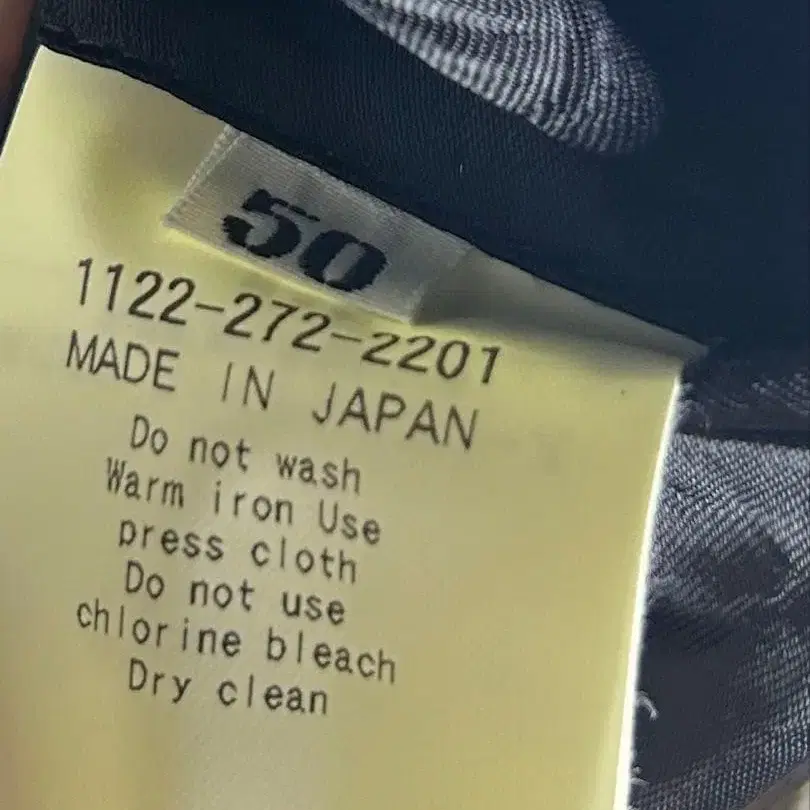 50
1122-272-2201
MADE IN JAPAN
Do not wash
Warm iron Use
press cloth
Do not use
chlorine bleach
Dry clean